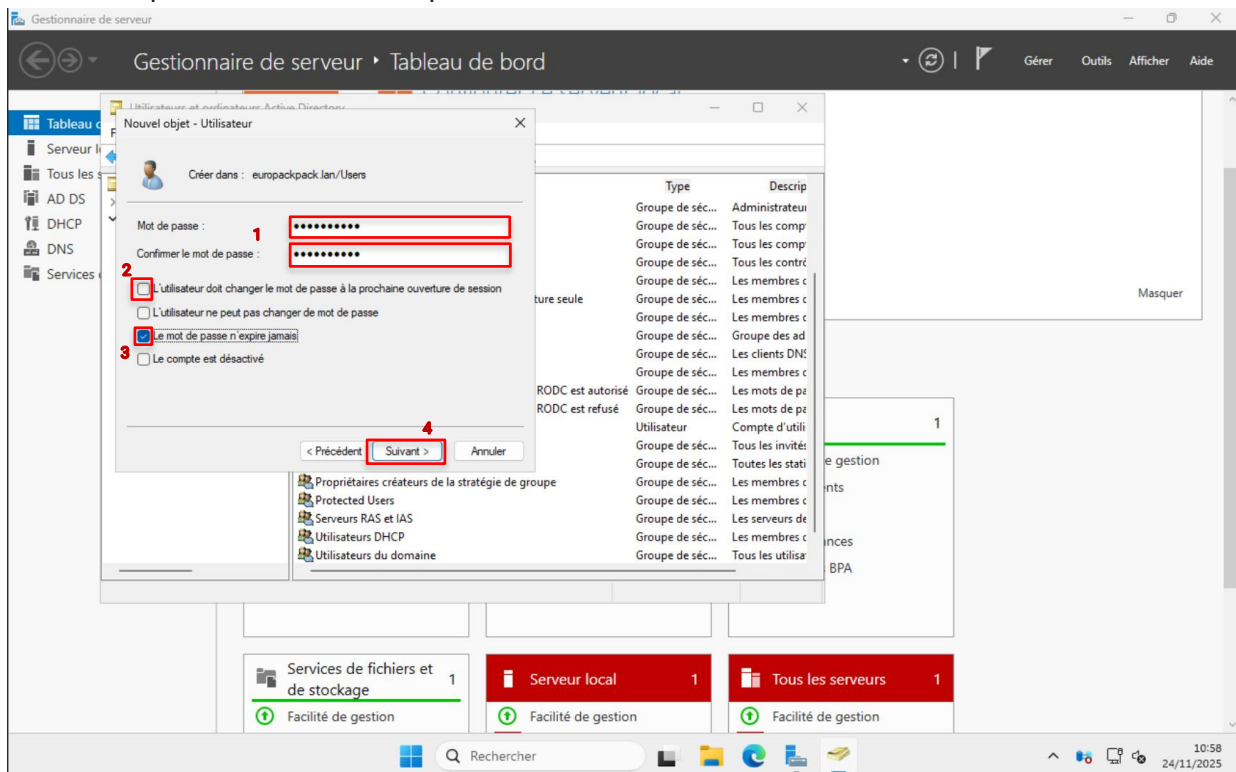 Gestionnaire de serveur
Gestionnaire de serveur • Tableau de bord
Gérer Outils Afficher Aide
Utilisateurs et ordinateurs Active Directory
Nouvel objet - Utilisateur
Tableau
Serveur
Tous les
AD DS
DHCP
DNS
Services
Créer dans : europackpack.lan/Users
Mot de passe :
1
Confirmer le mot de passe :
2
L'utilisateur doit changer le mot de passe à la prochaine ouverture de session
L'utilisateur ne peut pas changer de mot de passe
Le mot de passe n'expire jamais
3
Le compte est désactivé
4
< Précédent Suivant > Annuler
Type Descrip
Groupe de séc... Administrateu
Groupe de séc... Tous les comp
Groupe de séc... Tous les comp
Groupe de séc... Tous les contrô
Groupe de séc... Les membres
ture seule Groupe de séc... Les membres
Groupe de séc... Les membres
Groupe de séc... Groupe des ad
Groupe de séc... Les clients DNS
Groupe de séc... Les membres
RODC est autorisé Groupe de séc... Les mots de pa
RODC est refusé Groupe de séc... Les mots de pa
Utilisateur Compte d'utili
Groupe de séc... Tous les invités
Groupe de séc... Toutes les stati
Propriétaires créateurs de la stratégie de groupe Groupe de séc... Les membres
Protected Users Groupe de séc... Les membres
Serveurs RAS et IAS Groupe de séc... Les serveurs de
Utilisateurs DHCP Groupe de séc... Les membres
Utilisateurs du domaine Groupe de séc... Tous les utilisa
Masquer
1
e gestion
nts
nces
BPA
Services de fichiers et de stockage 1
Facilité de gestion
Serveur local 1
Facilité de gestion
Tous les serveurs 1
Facilité de gestion
Rechercher
10:58
24/11/2025